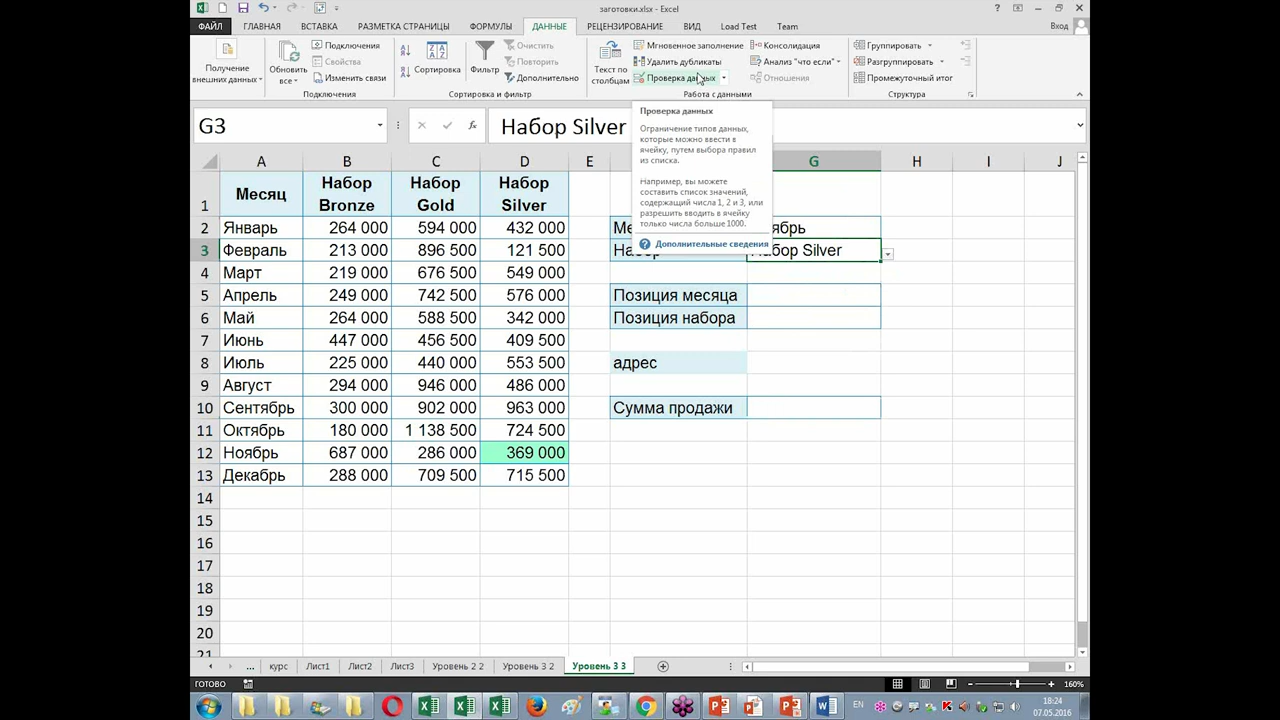 заготовки.xlsx - Excel
ФАЙЛ ГЛАВНАЯ ВСТАВКА РАЗМЕТКА СТРАНИЦЫ ФОРМУЛЫ ДАННЫЕ РЕЦЕНЗИРОВАНИЕ ВИД Load Test Team Вход
Получение внешних данных
Подключения
Обновить все
Свойства
Изменить связи
Подключения
Сортировка
Фильтр
Очистить
Повторить
Дополнительно
Сортировка и фильтр
Текст по столбцам
Мгновенное заполнение
Удалить дубликаты
Проверка данных
Консолидация
Анализ "что если"
Отношения
Работа с данными
Группировать
Разгруппировать
Промежуточный итог
Структура
G3 fx Набор Silver
Проверка данных
Ограничение типов данных,
которые можно ввести в
ячейку, путем выбора правил
из списка.
Например, вы можете
составить список значений,
содержащий числа 1, 2 и 3, или
разрешить вводить в ячейку
только числа больше 1000.
Дополнительные сведения
A B C D E G H I J
1 Месяц Набор Bronze Набор Gold Набор Silver
2 Январь 264 000 594 000 432 000 Ме ябрь
3 Февраль 213 000 896 500 121 500 Набор Набор Silver
4 Март 219 000 676 500 549 000
5 Апрель 249 000 742 500 576 000 Позиция месяца
6 Май 264 000 588 500 342 000 Позиция набора
7 Июнь 447 000 456 500 409 500
8 Июль 225 000 440 000 553 500 адрес
9 Август 294 000 946 000 486 000
10 Сентябрь 300 000 902 000 963 000 Сумма продажи
11 Октябрь 180 000 1 138 500 724 500
12 Ноябрь 687 000 286 000 369 000
13 Декабрь 288 000 709 500 715 500
14
15
16
17
18
19
20
21
... курс Лист1 Лист2 Лист3 Уровень 2 2 Уровень 3 2 Уровень 3 3
ГОТОВО 160%
EN 18:24
07.05.2016